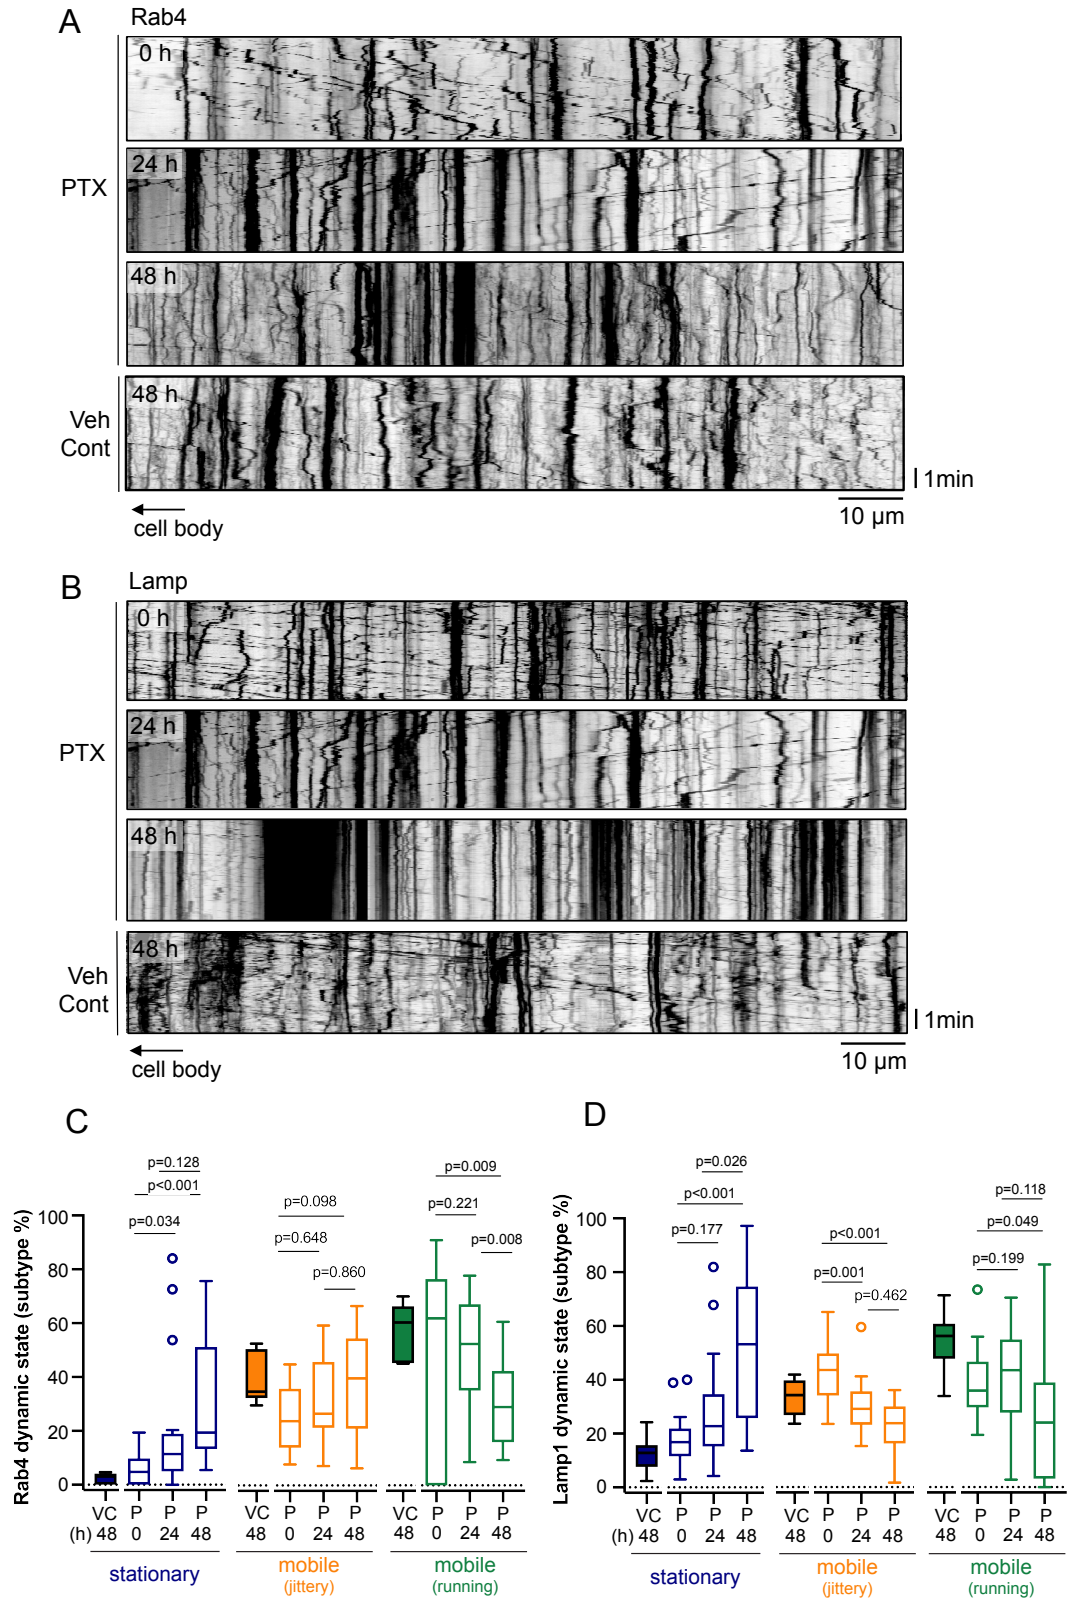 A
Rab4
0 h
24 h
PTX
48 h
48 h
Veh
Cont
1min
10 µm
cell body
B
Lamp
0 h
24 h
PTX
48 h
48 h
Veh
Cont
1min
10 µm
cell body
C
Rab4 dynamic state (subtype %)
100
80
60
40
20
0
p=0.128
p<0.001
p=0.034
p=0.098
p=0.648
p=0.860
p=0.009
p=0.221
p=0.008
VC P P P VC P P P VC P P P
(h) 48 0 24 48 48 0 24 48 48 0 24 48
stationary
mobile
(jittery)
mobile
(running)
D
Lamp1 dynamic state (subtype %)
100
80
60
40
20
0
p=0.026
p<0.001
p=0.177
p<0.001
p=0.001
p=0.462
p=0.118
p=0.049
p=0.199
VC P P P VC P P P VC P P P
(h) 48 0 24 48 48 0 24 48 48 0 24 48
stationary
mobile
(jittery)
mobile
(running)